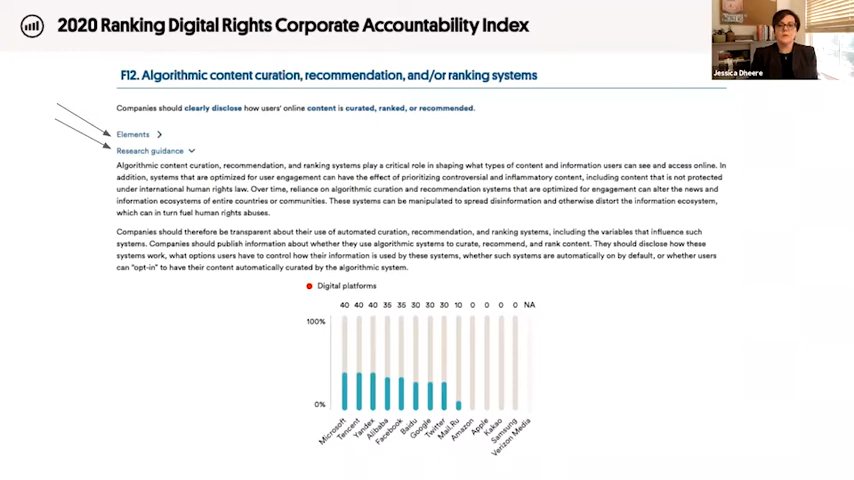 2020 Ranking Digital Rights Corporate Accountability Index
Jessica Dheere
F12. Algorithmic content curation, recommendation, and/or ranking systems
Companies should clearly disclose how users' online content is curated, ranked, or recommended.
Elements
Research guidance
Algorithmic content curation, recommendation, and ranking systems play a critical role in shaping what types of content and information users can see and access online. In
addition, systems that are optimized for user engagement can have the effect of prioritizing controversial and inflammatory content, including content that is not protected
under international human rights law. Over time, reliance on algorithmic curation and recommendation systems that are optimized for engagement can alter the news and
information ecosystems of entire countries or communities. These systems can be manipulated to spread disinformation and otherwise distort the information ecosystem,
which can in turn fuel human rights abuses.
Companies should therefore be transparent about their use of automated curation, recommendation, and ranking systems, including the variables that influence such
systems. Companies should publish information about whether they use algorithmic systems to curate, recommend, and rank content. They should disclose how these
systems work, what options users have to control how their information is used by these systems, whether such systems are automatically on by default, or whether users
can "opt-in" to have their content automatically curated by the algorithmic system.
Digital platforms
40 40 40 35 35 30 30 30 10 0 0 0 0 NA
100%
0%
Microsoft
Tencent
Yandex
Alibaba
Facebook
Baidu
Google
Twitter
Mail.Ru
Amazon
Apple
Kakao
Samsung
Verizon Media